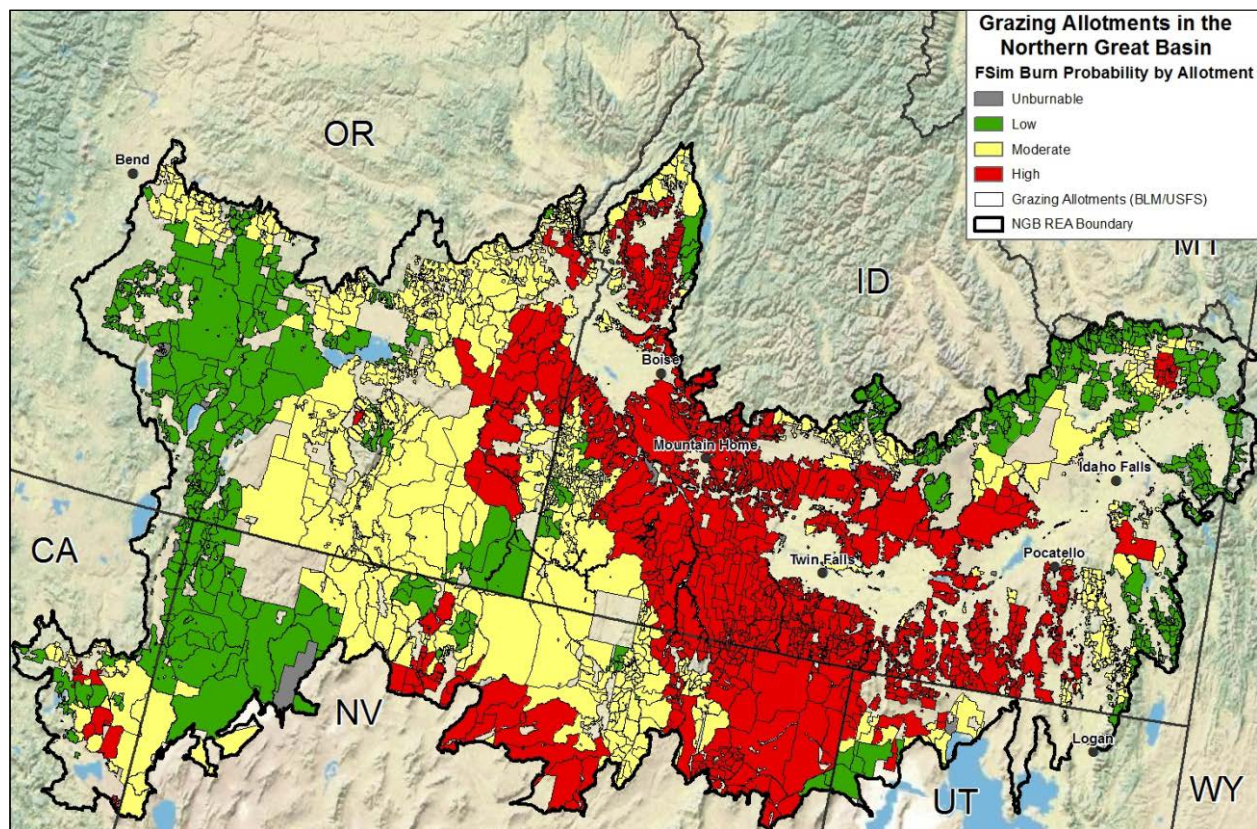 Grazing Allotments in the
Northern Great Basin
FSim Burn Probability by Allotment
Unburnable
Low
Moderate
High
Grazing Allotments (BLM/USFS)
NGB REA Boundary
OR
Bend
MT
ID
Boise
Mountain Home
Idaho Falls
CA
Twin Falls
Pocatello
NV
Logan
UT
WY